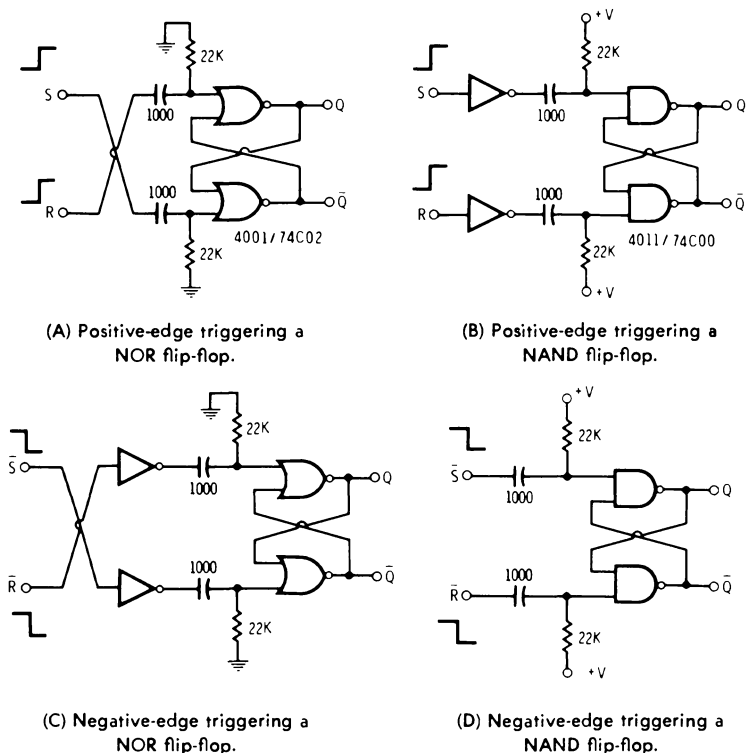 22K
S
1000
Q
R
1000
Q̄
22K
4001/74C02
(A) Positive-edge triggering a
NOR flip-flop.
+V
22K
S
1000
Q
R
1000
Q̄
22K
4011/74C00
+V
(B) Positive-edge triggering a
NAND flip-flop.
22K
S̄
1000
Q
R̄
1000
Q̄
22K
(C) Negative-edge triggering a
NOR flip-flop.
+V
22K
S̄
1000
Q
R̄
1000
Q̄
22K
+V
(D) Negative-edge triggering a
NAND flip-flop.